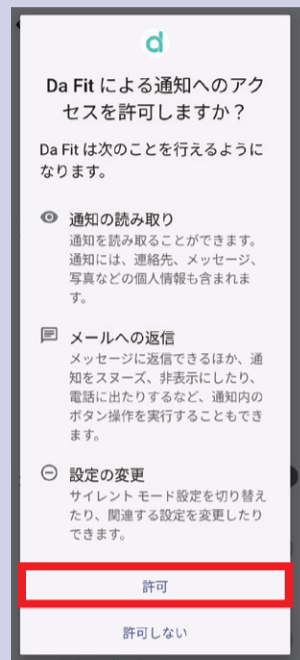 d
Da Fit による通知へのアク
セスを許可しますか？
Da Fit は次のことを行えるように
なります。
通知の読み取り
通知を読み取ることができます。
通知には、連絡先、メッセージ、
写真などの個人情報も含まれま
す。
メールへの返信
メッセージに返信できるほか、通
知をスヌーズ、非表示にしたり、
電話に出たりするなど、通知内の
ボタン操作を実行することもでき
ます。
設定の変更
サイレント モード設定を切り替え
たり、関連する設定を変更したり
できます。
許可
許可しない